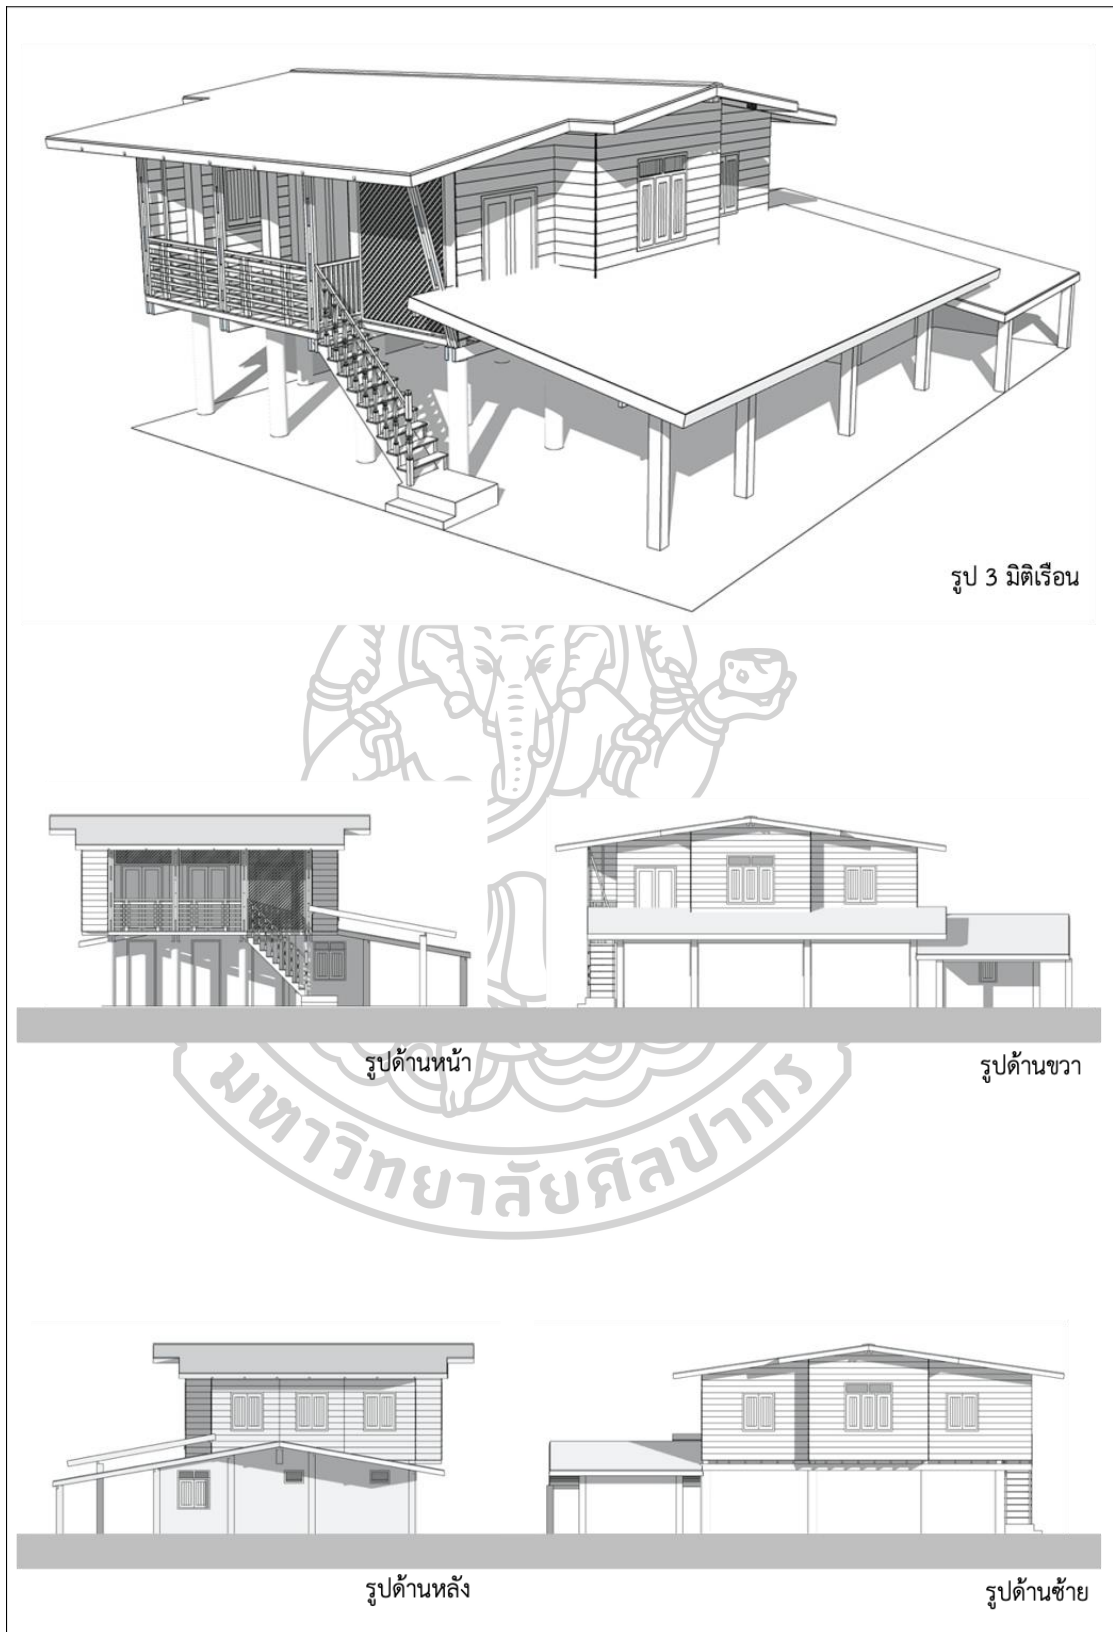 รูป 3 มิติเรือน
รูปด้านหน้า
รูปด้านขวา
มหาวิทยาลัยศิลปากร
รูปด้านหลัง
รูปด้านซ้าย